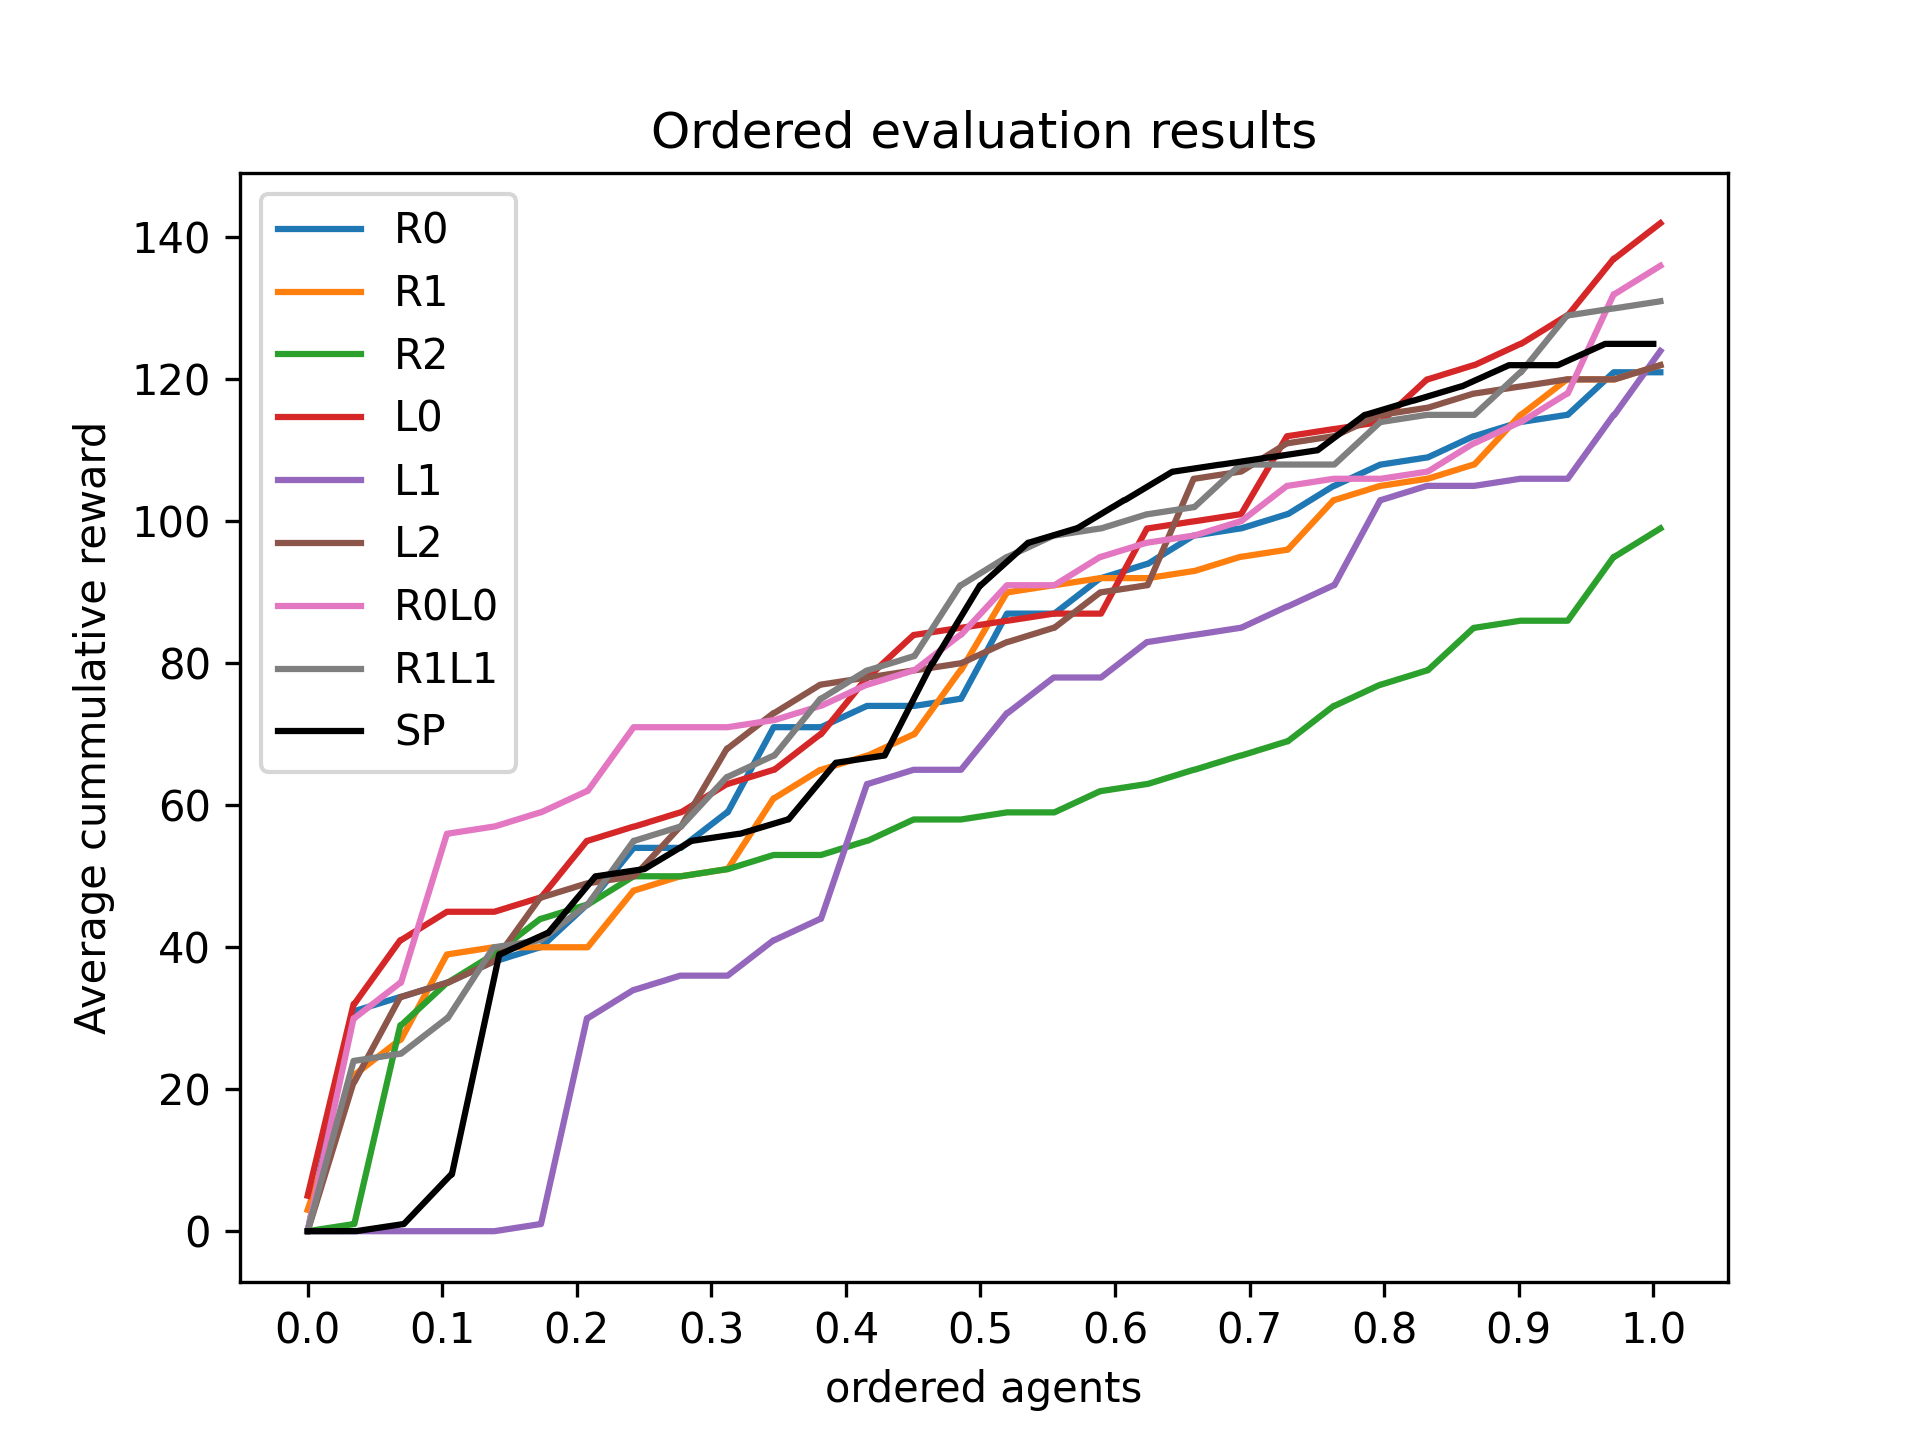 Ordered evaluation results
R0
R1
R2
L0
L1
L2
R0L0
R1L1
SP
140
120
100
80
60
40
20
0
Average cummulative reward
0.0 0.1 0.2 0.3 0.4 0.5 0.6 0.7 0.8 0.9 1.0
ordered agents